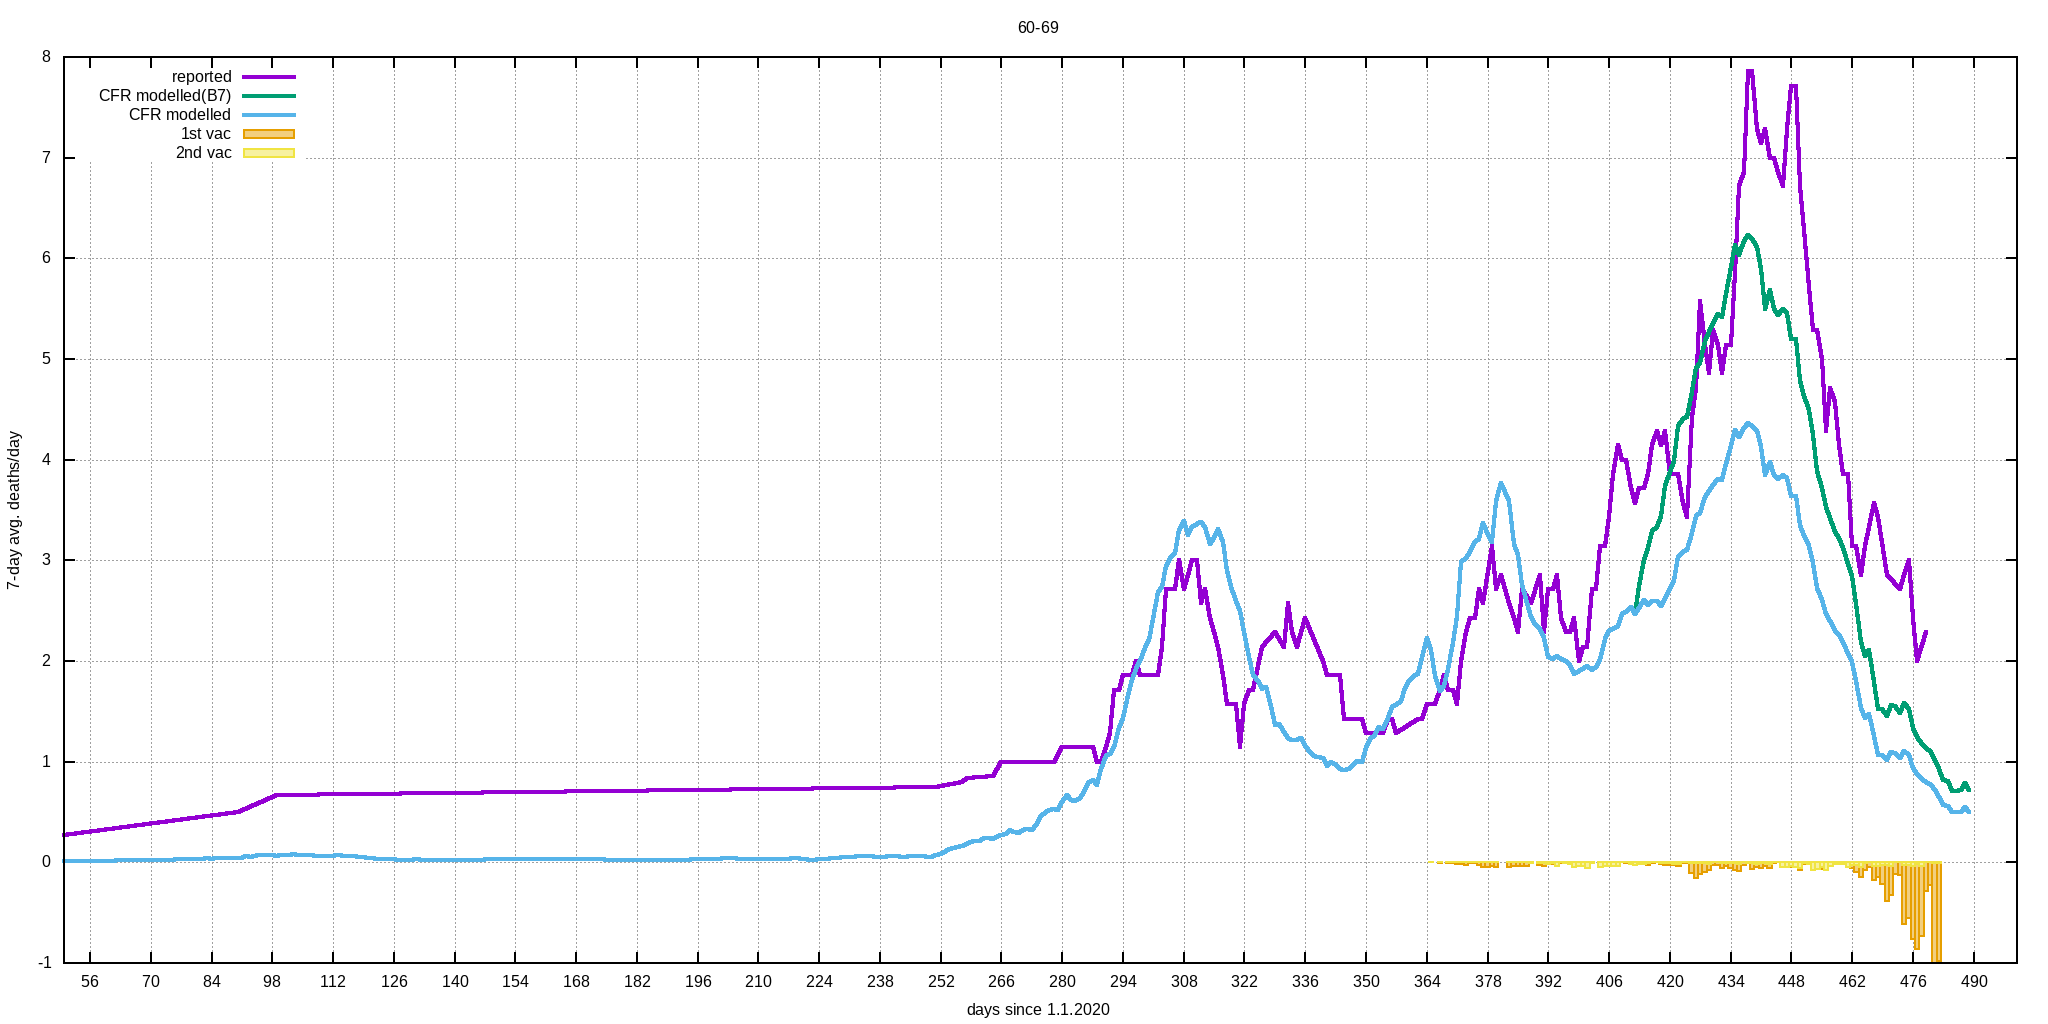 60-69
8
7
6
5
4
3
2
1
0
-1
7-day avg. deaths/day
reported
CFR modelled(B7)
CFR modelled
1st vac
2nd vac
56 70 84 98 112 126 140 154 168 182 196 210 224 238 252 266 280 294 308 322 336 350 364 378 392 406 420 434 448 462 476 490
days since 1.1.2020